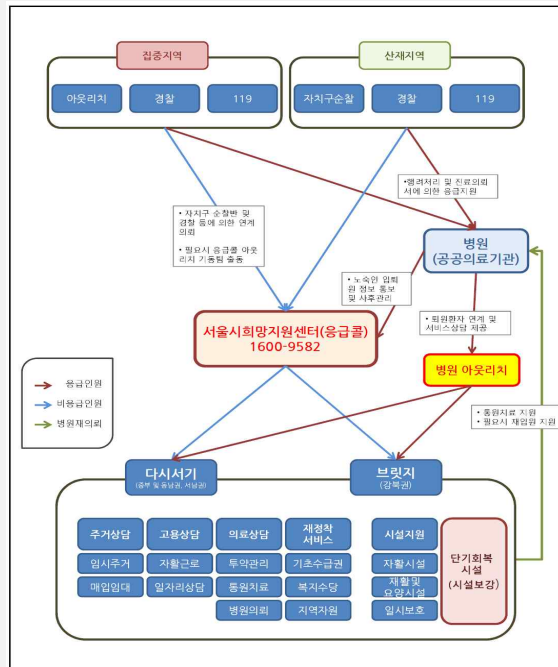 집중지역
산재지역
아웃리치
경찰
119
자치구순찰
경찰
119
• 행려처리 및 진료의뢰
서에 의한 응급지원
• 자치구 순찰반 및
경찰 등에 의한 연계
의뢰
• 필요시 응급콜 아웃
리치 기동팀 출동
병원
(공공의료기관)
• 노숙인 입퇴
원 정보 통보
및 사후관리
서울시희망지원센터(응급콜)
1600-9582
• 퇴원환자 연계 및
서비스상담 제공
병원 아웃리치
응급인원
비응급인원
병원재의뢰
• 통원치료 지원
• 필요시 재입원 지원
다시서기
(중부 및 동남권, 서남권)
브릿지
(강북권)
주거상담
고용상담
의료상담
재정착
서비스
시설지원
임시주거
자활근로
투약관리
기초수급권
자활시설
매입임대
일자리상담
통원치료
복지수당
재활및
요양시설
병원의뢰
지역자원
일시보호
단기회복
시설
(시설보강)